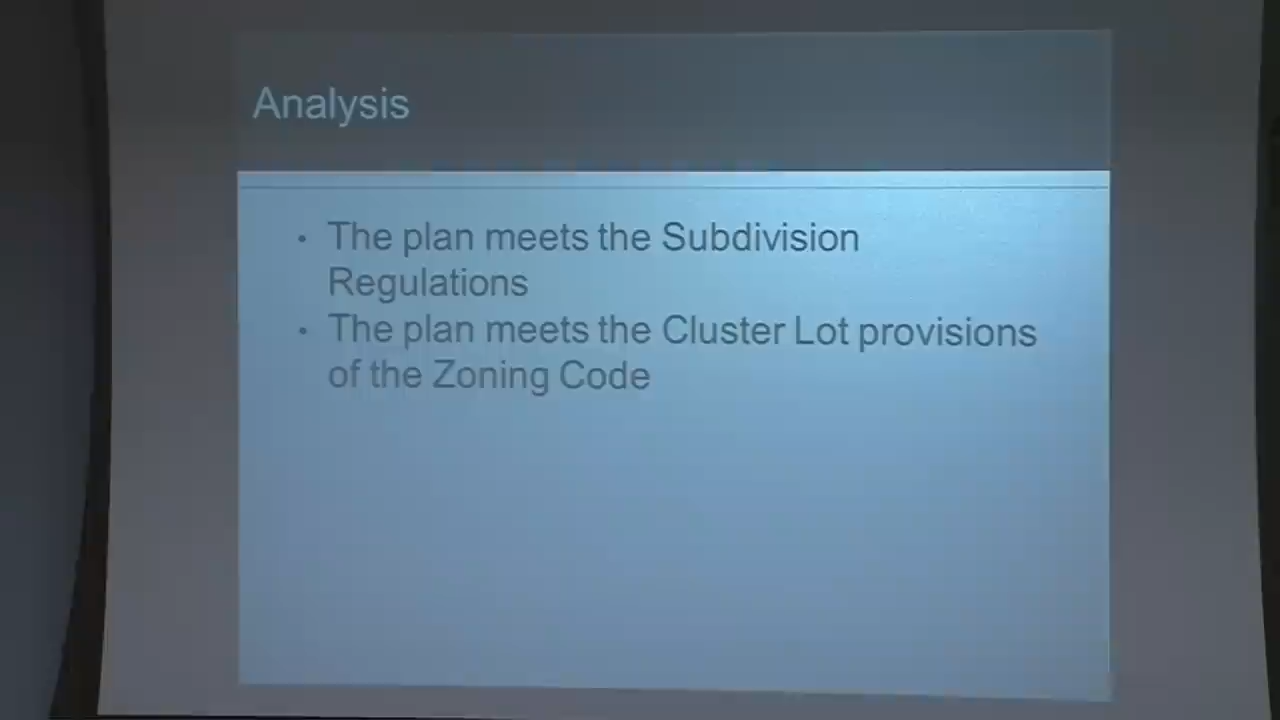 Analysis
• The plan meets the Subdivision
Regulations
• The plan meets the Cluster Lot provisions
of the Zoning Code